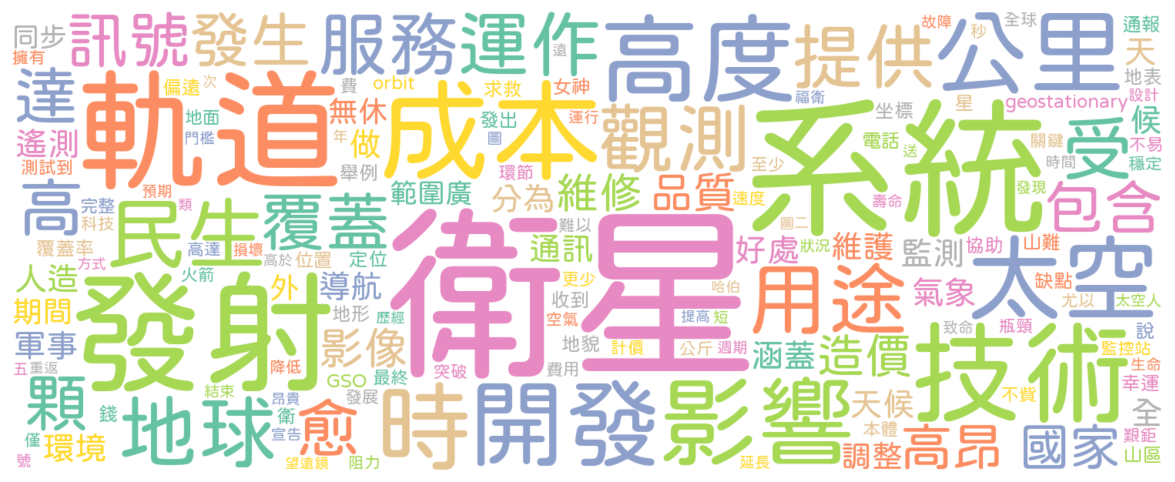 同步
擁有
訊號
發生
服務
運作
遠
高度
提供
故障
秒
全球
公里
通報
天
地表
達
偏遠
次
費
orbit
求救
女神
福衛
坐標
星
geostationary
設計
候
軌道
無休
成本
觀測
系統
受
地面
門檻
做
發出
圖
運行
電話
送
關鍵
不易
遙測
測試到
年
舉例
環節
至少
時間
穩定
高
預期
範圍廣
分為
維修
品質
速度
壽命
發現
包含
完整
類
科技
民生
覆蓋
衛星
難以
圖二
覆蓋率
方式
高達
損壞
高於
位置
定位
通訊
好處
狀況
維護
監測
協助
山難
太空
人造
火箭
外
導航
更少
哈伯
用途
氣象
缺點
尤以
太空人
期間
發射
地形
歷經
收到
空氣
提高
短
致命
瓶頸
說
軍事
影像
地貌
計價
公斤
週期
涵蓋
造價
技術
監控站
生命
五
重返
降低
GSO
最終
突破
費用
幸運
顆
錢
地球
結束
昂貴
衛
宣告
發展
愈
時
開發
影響
天候
本體
不貲
全
艱鉅
山區
僅
環境
號
望遠鏡
阻力
延長
調整
高昂
國家